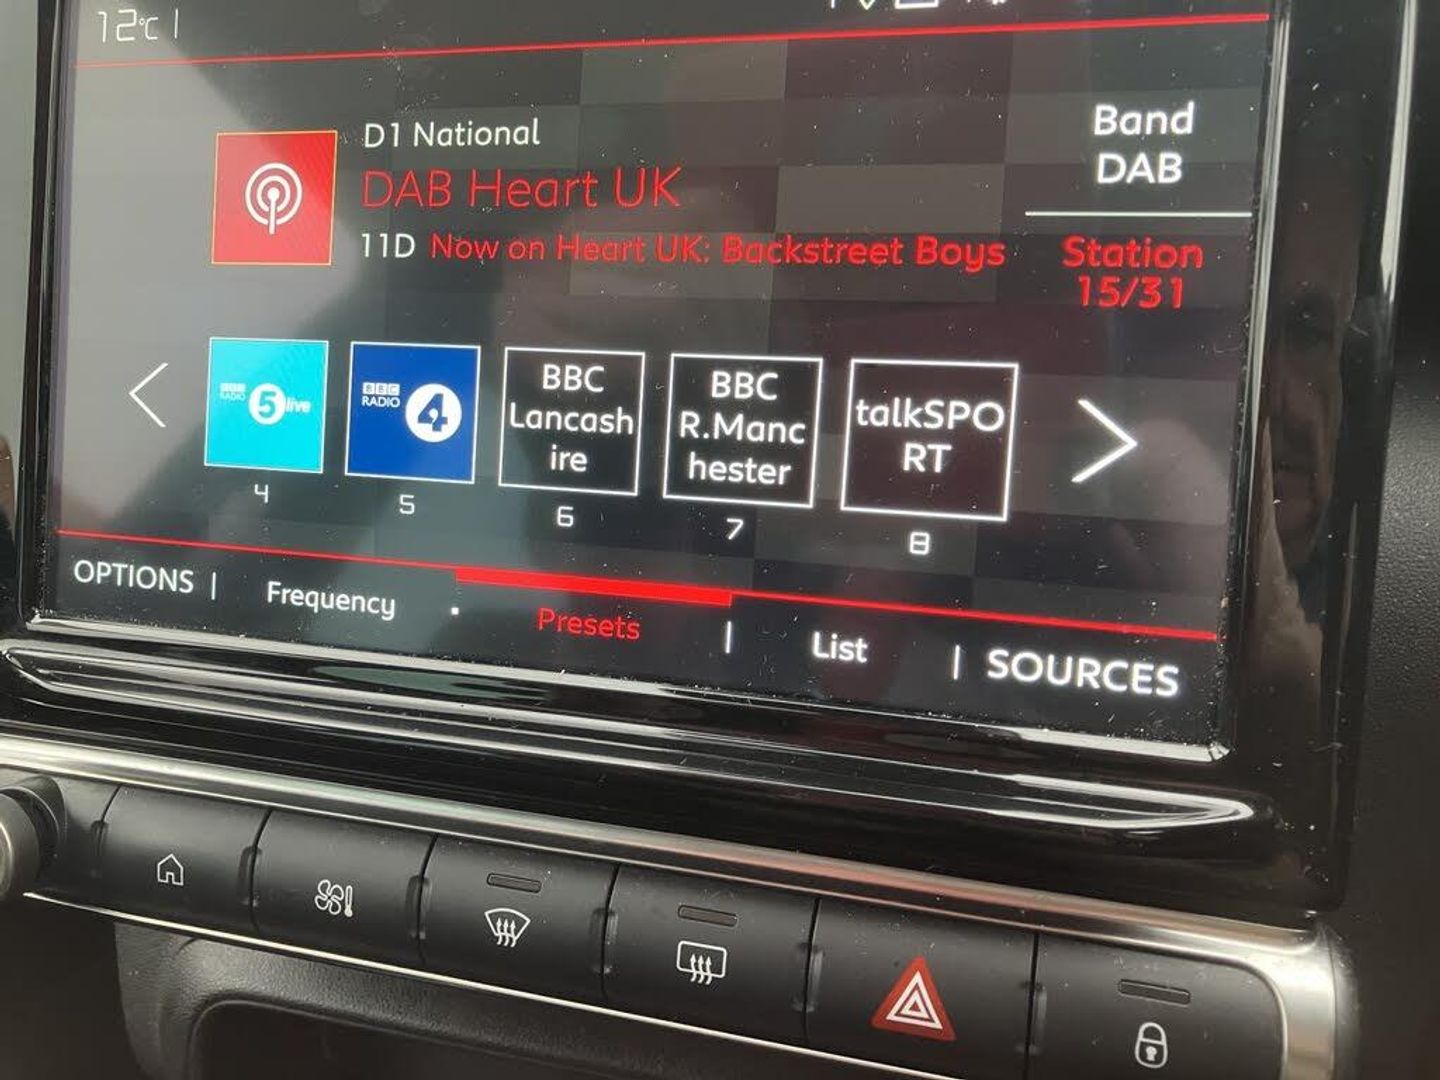 12°C |
D1 National
DAB Heart UK
11D Now on Heart UK: Backstreet Boys
Band
DAB
Station
15/31
BBC
RADIO
5 live
4
BBC
RADIO
4
5
BBC
Lancash
ire
6
BBC
R.Manc
hester
7
talkSPO
RT
8
OPTIONS | Frequency . Presets | List | SOURCES